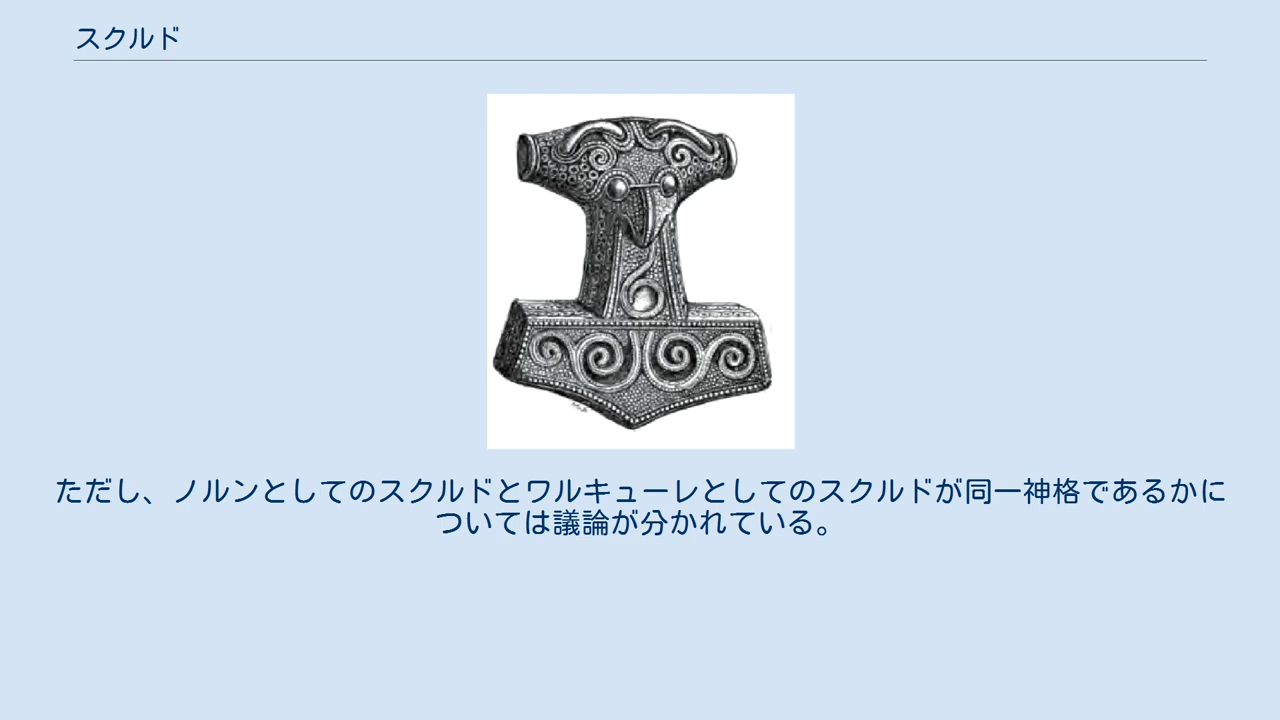 スクルド
ただし、ノルンとしてのスクルドとワルキューレとしてのスクルドが同一神格であるかに
ついては議論が分かれている。